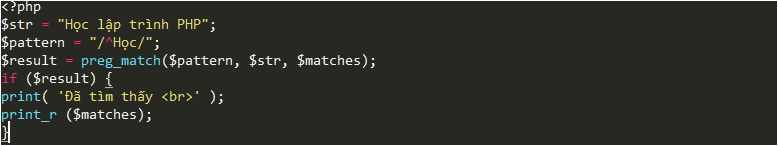 <?php
$str = "Học lập trình PHP";
$pattern = "/^Học/";
$result = preg_match($pattern, $str, $matches);
if ($result) {
print( 'Đã tìm thấy <br>' );
print_r ($matches);
}